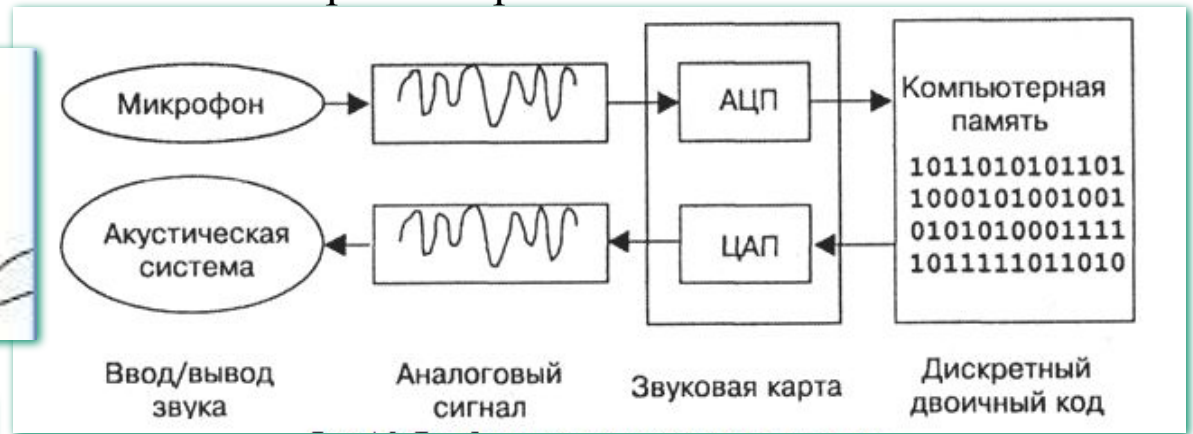 Микрофон
АЦП
Компьютерная
память
1011010101101
1000101001001
0101010001111
1011111011010
Акустическая
система
ЦАП
Ввод/вывод
звука
Аналоговый
сигнал
Звуковая карта
Дискретный
двоичный код